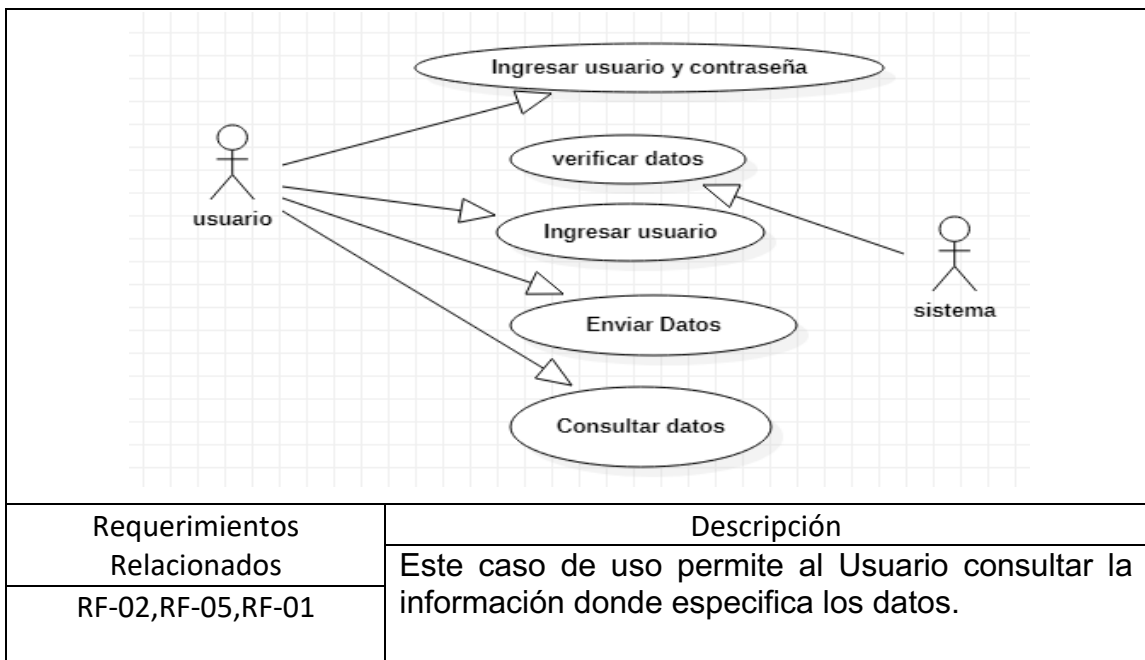 Ingresar usuario y contraseña
verificar datos
usuario
Ingresar usuario
sistema
Enviar Datos
Consultar datos
Requerimientos
Relacionados
RF-02,RF-05,RF-01
Descripción
Este caso de uso permite al Usuario consultar la
información donde especifica los datos.